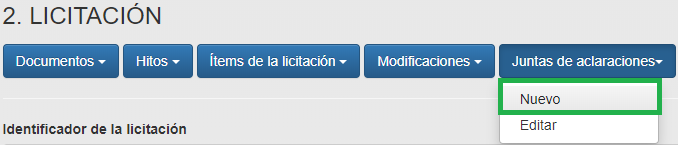 2. LICITACIÓN
Documentos Hitos Ítems de la licitación Modificaciones Juntas de aclaraciones
Nuevo
Editar
Identificador de la licitación